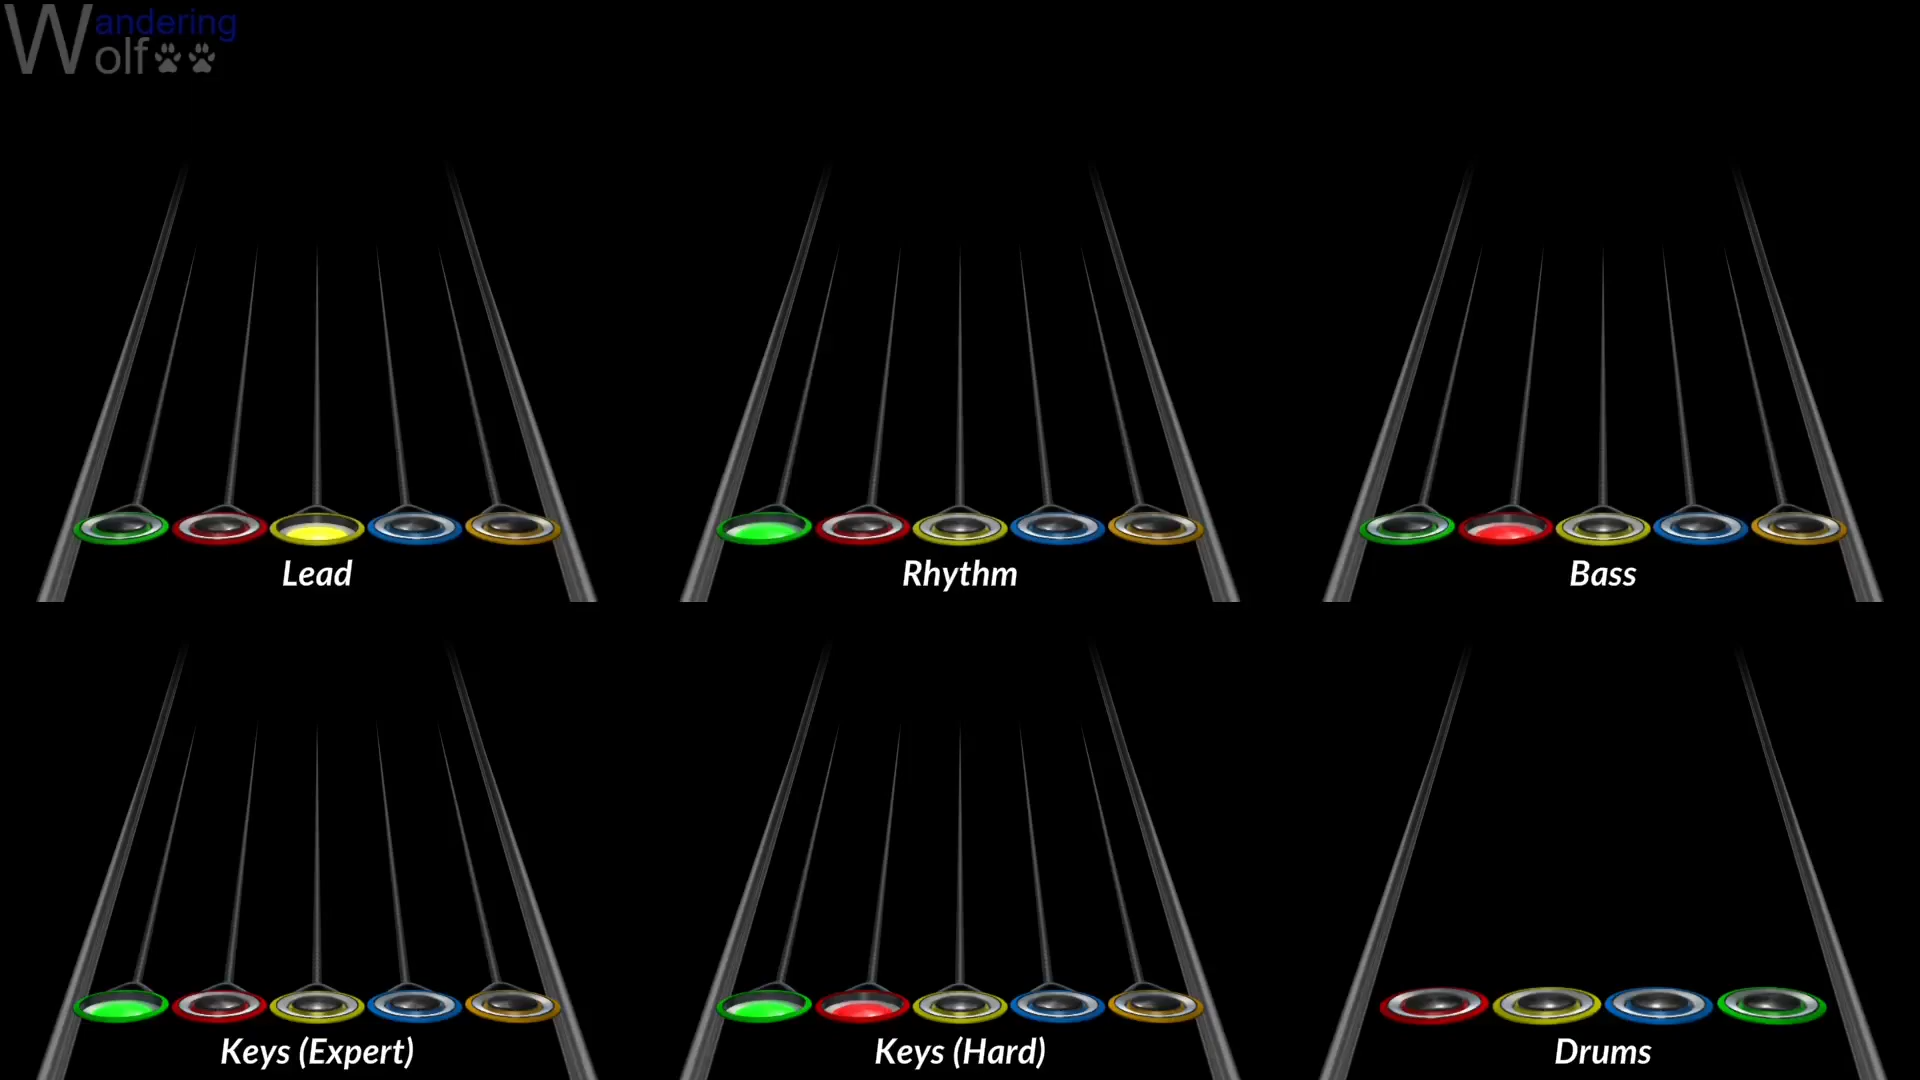 Wandering
Wolf
Lead
Rhythm
Bass
Keys (Expert)
Keys (Hard)
Drums